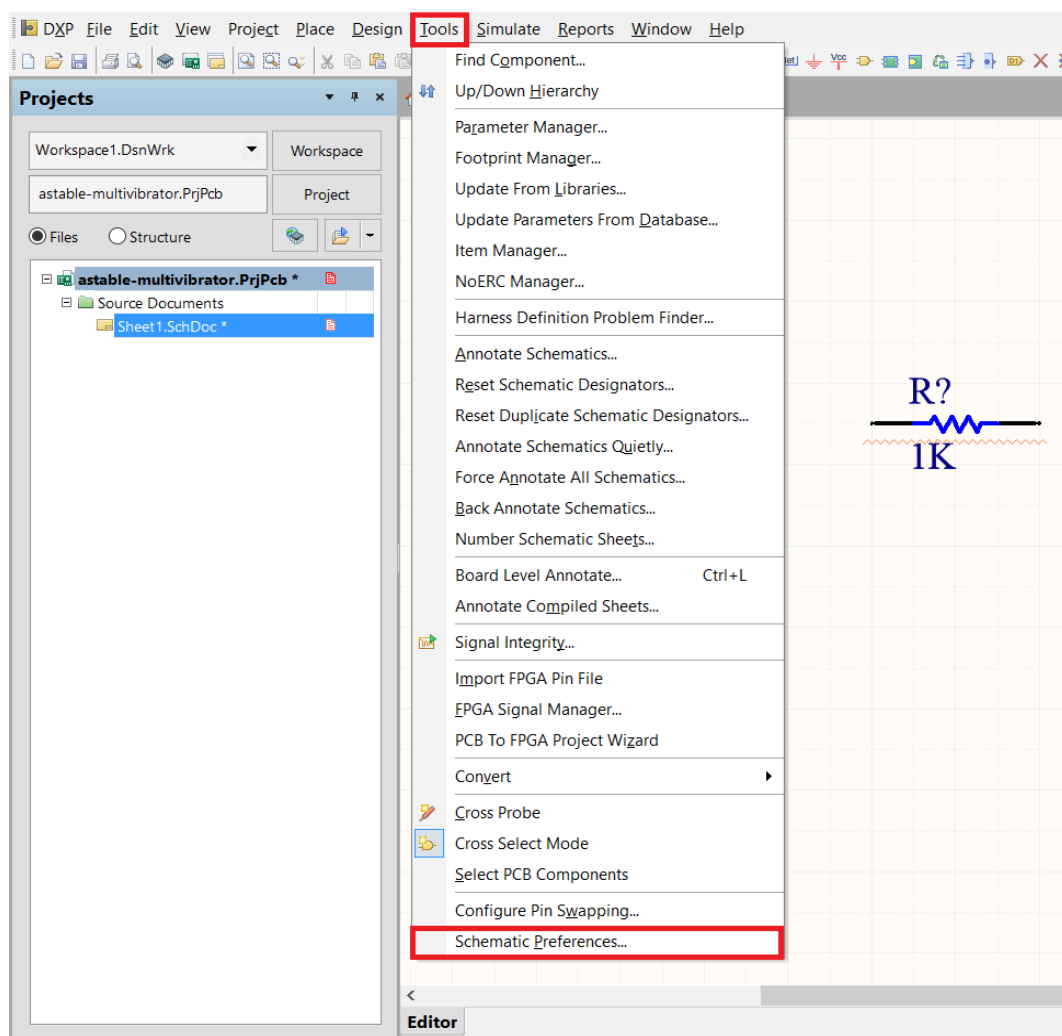 DXP File Edit View Project Place Design Tools Simulate Reports Window Help
Projects
Workspace1.DsnWrk Workspace
astable-multivibrator.PrjPcb Project
Files Structure
astable-multivibrator.PrjPcb *
Source Documents
Sheet1.SchDoc *
Find Component...
Up/Down Hierarchy
Parameter Manager...
Footprint Manager...
Update From Libraries...
Update Parameters From Database...
Item Manager...
NoERC Manager...
Harness Definition Problem Finder...
Annotate Schematics...
Reset Schematic Designators...
Reset Duplicate Schematic Designators...
Annotate Schematics Quietly...
Force Annotate All Schematics...
Back Annotate Schematics...
Number Schematic Sheets...
Board Level Annotate... Ctrl+L
Annotate Compiled Sheets...
Signal Integrity...
Import FPGA Pin File
FPGA Signal Manager...
PCB To FPGA Project Wizard
Convert
Cross Probe
Cross Select Mode
Select PCB Components
Configure Pin Swapping...
Schematic Preferences...
Vcc
R?
1K
Editor